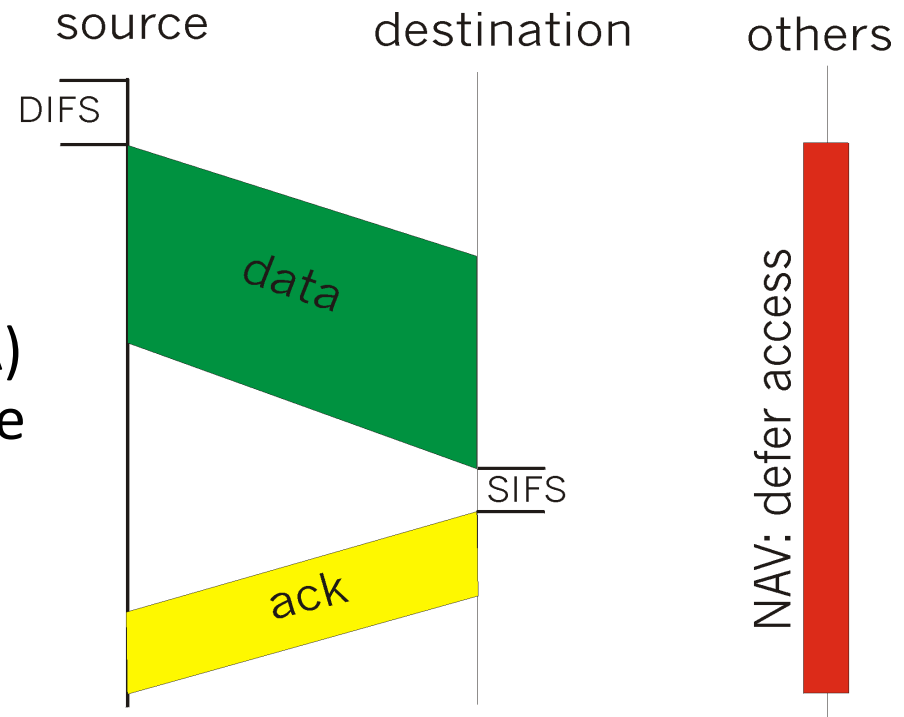 source
destination
others
DIFS
data
)
e
SIFS
ack
NAV: defer access